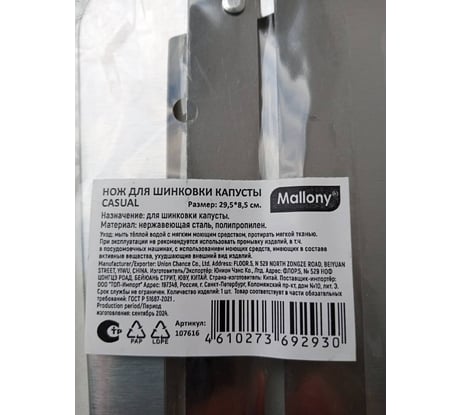 НОЖ ДЛЯ ШИНКОВКИ КАПУСТЫ
CASUAL
Размер: 29,5*8,5 см.
Mallony®
Назначение: для шинковки капусты.
Материал: нержавеющая сталь, полипропилен.
Уход: мыть тёплой водой с мягким моющим средством, протирать мягкой тканью.
При эксплуатации не рекомендуется использовать промывку изделий, в т.ч.
в посудомоечных машинах, с использованием моющих средств, имеющих в составе
активные вещества, ухудшающие внешний вид изделий.
Manufacturer/Exporter: Union Chance Co., Ltd. Address: FLOOR.5, № 529 NORTH ZONGZE ROAD, BEIYUAN
STREET, YIWU, CHINA. Изготовитель/Экспортёр: Юнион Чанс Ко., Лтд. Адрес: ФЛОР5, № 529 НОФ
ЦОНГЦЗ РОАД, БЕЙЮАНЬ СТРИТ, ЮВУ, КИТАЙ. Страна-изготовитель: Китай. Поставщик-импортёр:
ООО "ТОП-Импорт" Адрес: 197348, Россия, г. Санкт-Петербург, Коломяжский пр-кт, дом №10, лит. З.
Срок службы не ограничен. Количество изделий: 1 шт. Товар соответствует в части обязательных
требований: ГОСТ Р 51687-2021 .
Production period/Период
изготовления: сентябрь 2024.
Артикул:
107616
PAP
LDPE
4 610273 692930